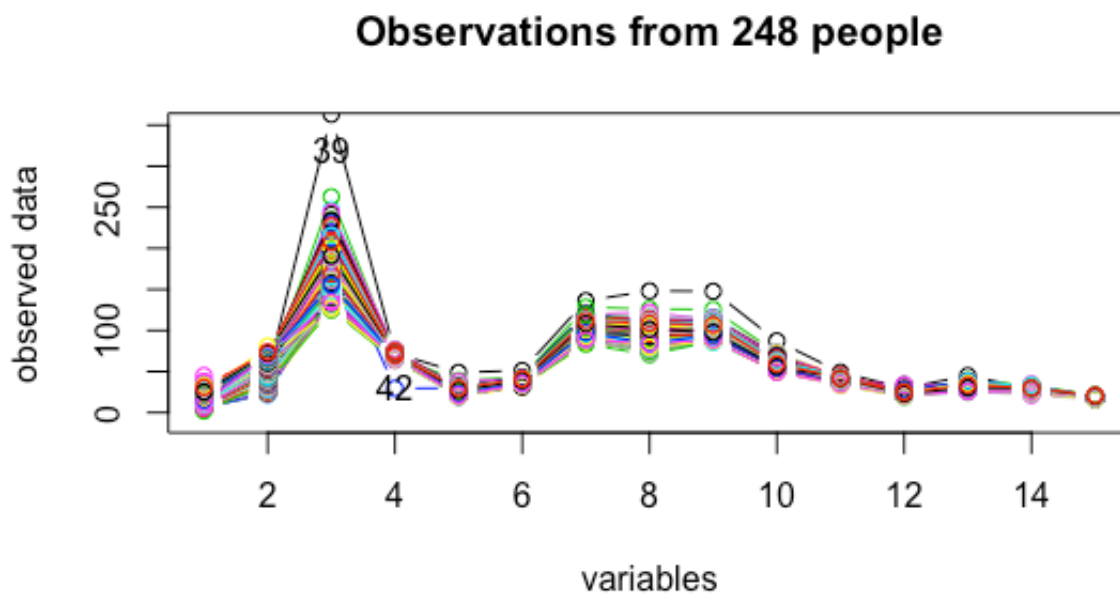 Observations from 248 people
observed data
250
100
0
39
42
2 4 6 8 10 12 14
variables